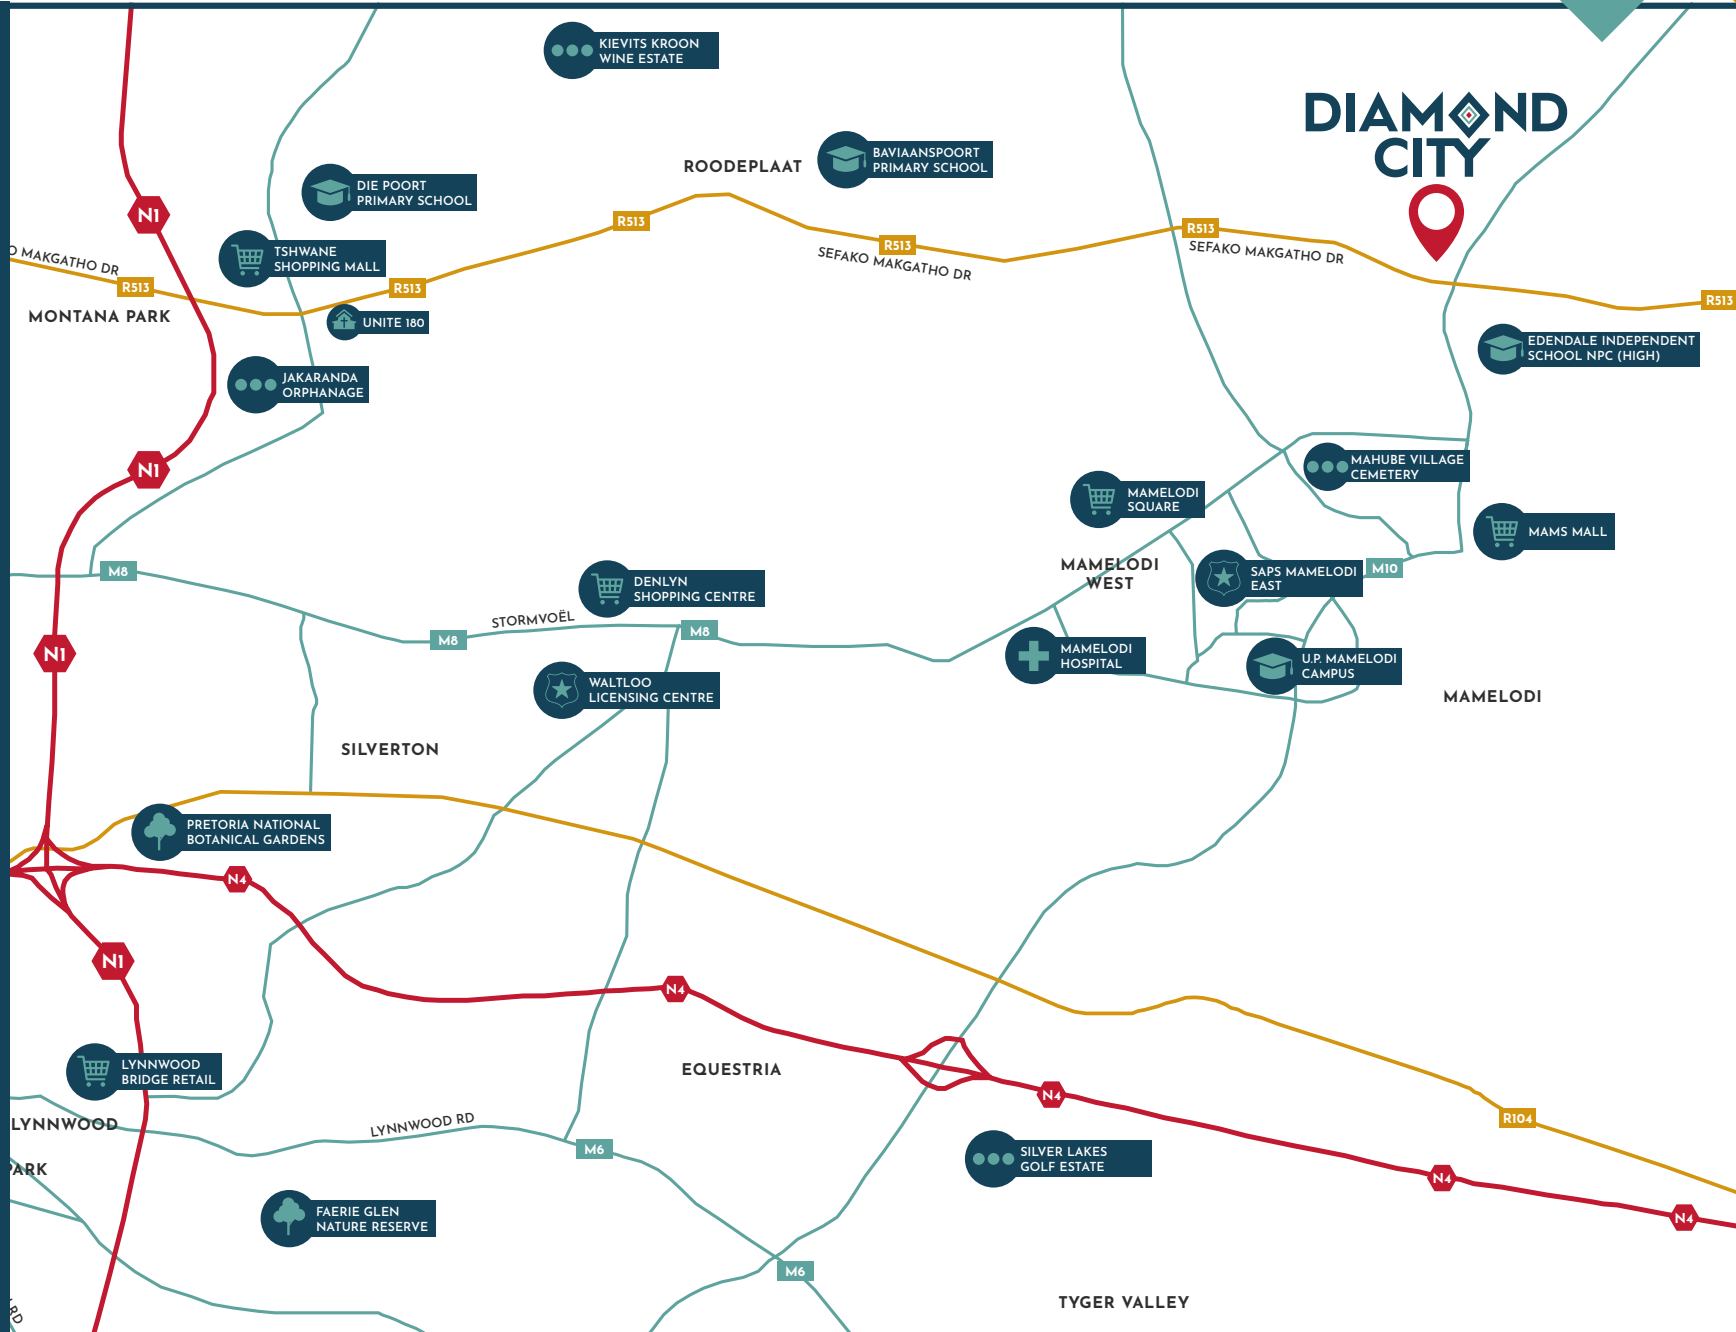 KIEVITS KROON
WINE ESTATE
DIAMOND
CITY
BAVIAANSPOORT
PRIMARY SCHOOL
ROODEPLAAT
DIE POORT
PRIMARY SCHOOL
N1
R513
R513
TSHWANE
SHOPPING MALL
R513
SEFAKO MAKGATHO DR
SEFAKO MAKGATHO DR
O MAKGATHO DR
R513
R513
R513
MONTANA PARK
UNITE 180
EDENDALE INDEPENDENT
SCHOOL NPC (HIGH)
JAKARANDA
ORPHANAGE
N1
MAHUBE VILLAGE
CEMETERY
MAMELODI
SQUARE
MAMS MALL
M8
MAMELODI
WEST
M10
SAPS MAMELODI
EAST
DENLYN
SHOPPING CENTRE
STORMVOËL
M8
M8
N1
MAMELODI
HOSPITAL
U.P. MAMELODI
CAMPUS
WALTLOO
LICENSING CENTRE
MAMELODI
SILVERTON
PRETORIA NATIONAL
BOTANICAL GARDENS
N4
N1
N4
LYNNWOOD
BRIDGE RETAIL
EQUESTRIA
N4
LYNNWOOD
PARK
LYNNWOOD RD
R104
M6
SILVER LAKES
GOLF ESTATE
N4
FAERIE GLEN
NATURE RESERVE
N4
M6
TYGER VALLEY
RD